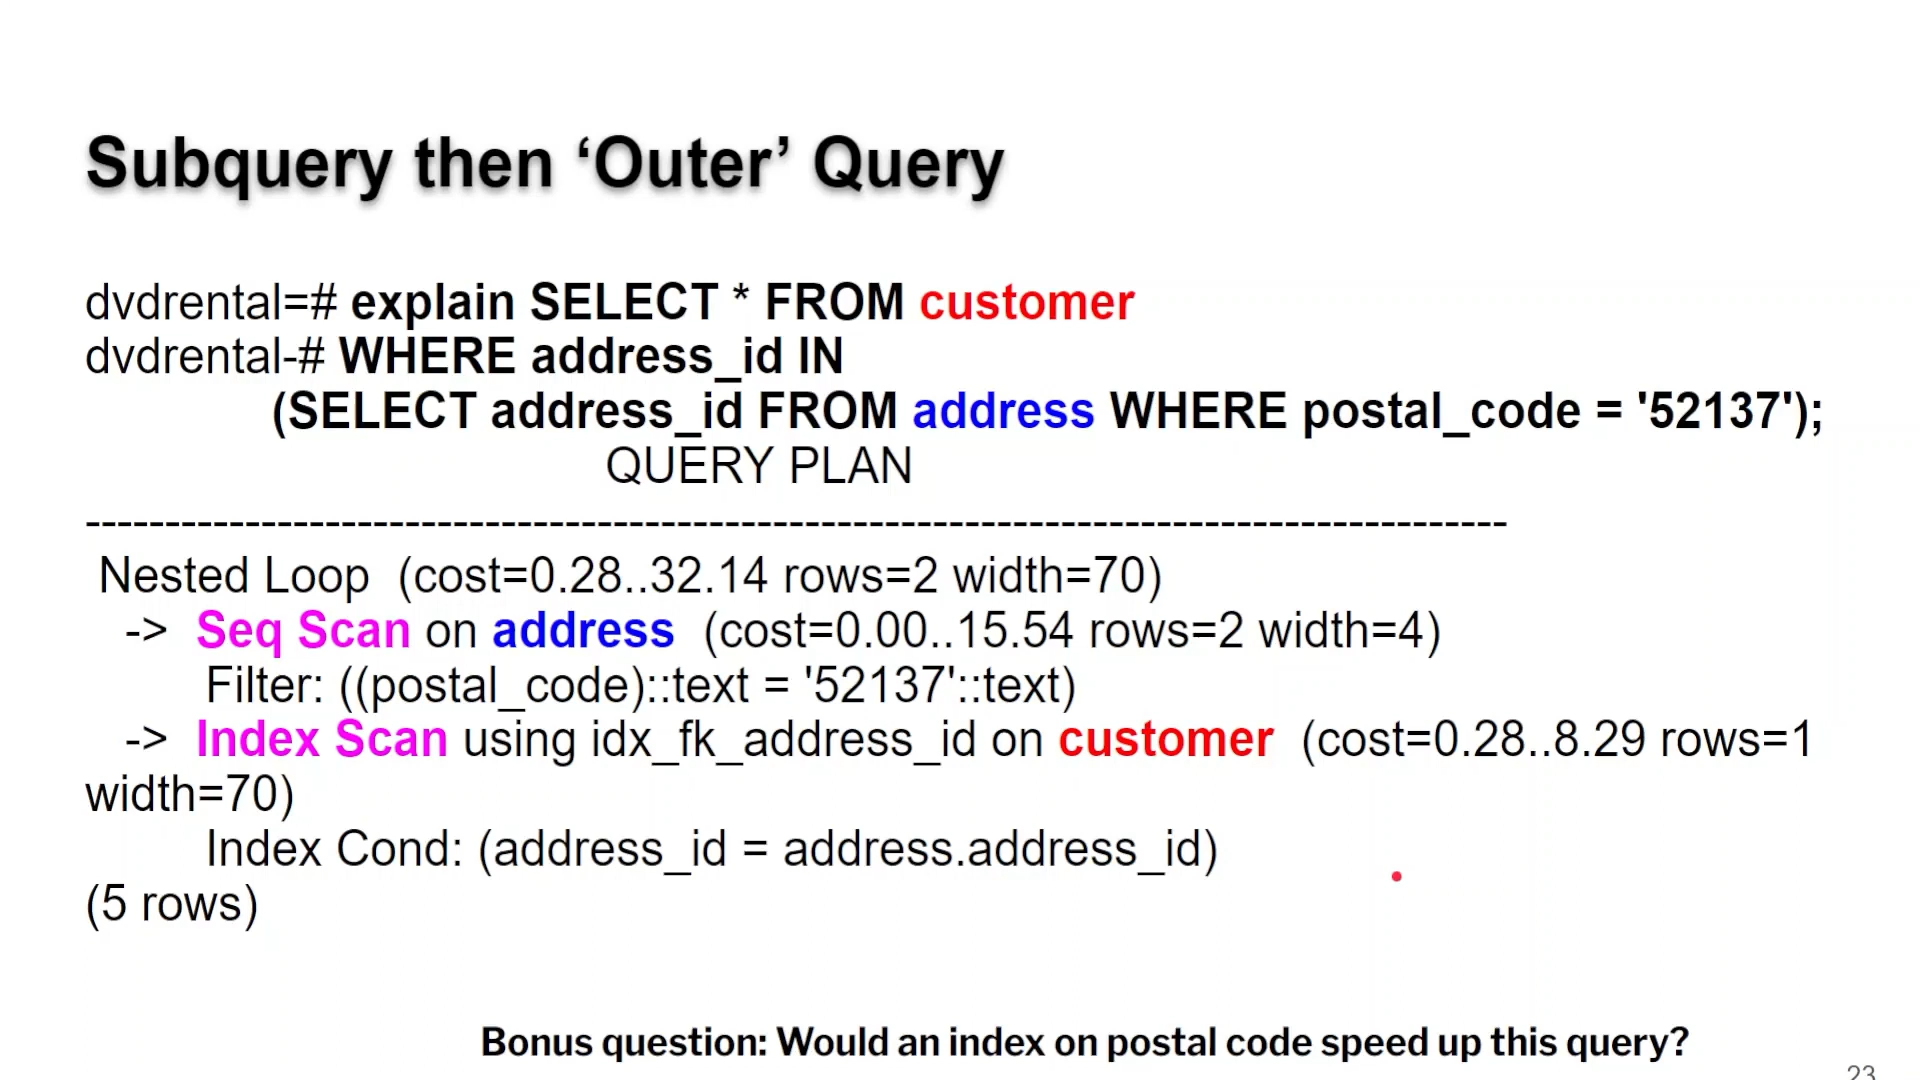 Subquery then ‘Outer’ Query
dvdrental=# explain SELECT * FROM customer
dvdrental-# WHERE address_id IN
(SELECT address_id FROM address WHERE postal_code = '52137');
QUERY PLAN
-------------------------------------------------------------------------------------------
Nested Loop (cost=0.28..32.14 rows=2 width=70)
-> Seq Scan on address (cost=0.00..15.54 rows=2 width=4)
Filter: ((postal_code)::text = '52137'::text)
-> Index Scan using idx_fk_address_id on customer (cost=0.28..8.29 rows=1
width=70)
Index Cond: (address_id = address.address_id)
(5 rows)
Bonus question: Would an index on postal code speed up this query?
23